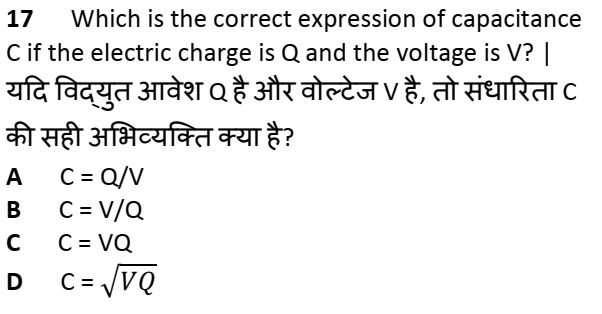 17 Which is the correct expression of capacitance
C if the electric charge is Q and the voltage is V? |
यदि विद्युत आवेश Q है और वोल्टेज V है, तो संधारिता C
की सही अभिव्यक्ति क्या है?
A C = Q/V
B C = V/Q
C C = VQ
D C = √VQ